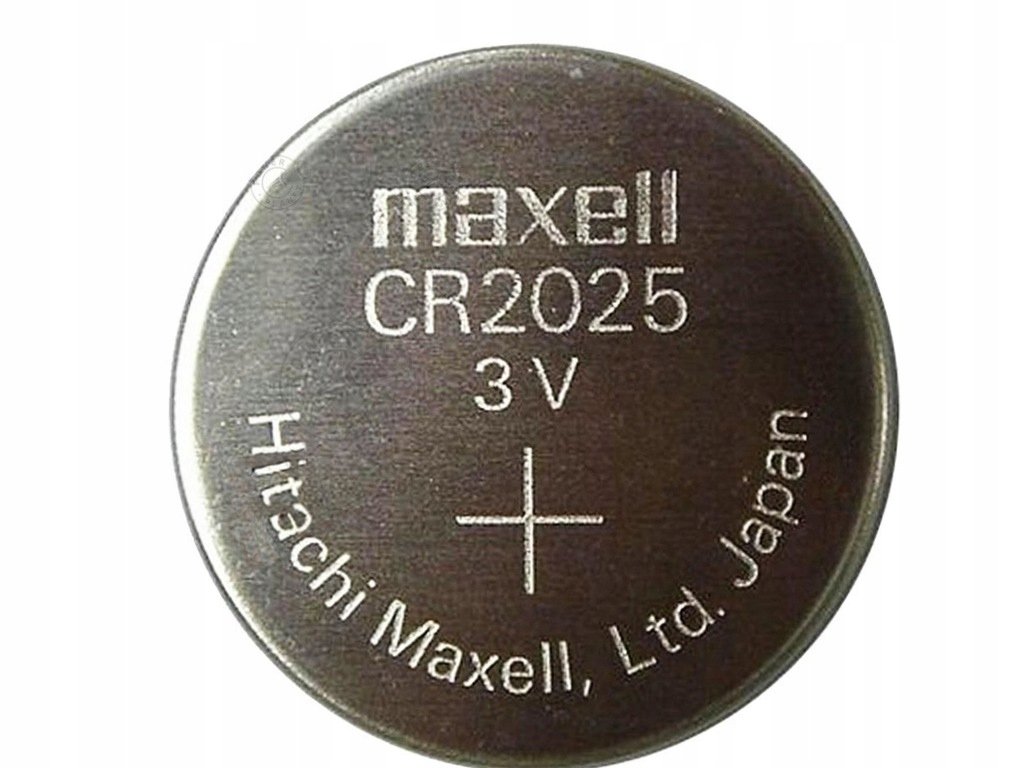 maxell
CR2025
3V
+
Hitachi Maxell, Ltd. Japan